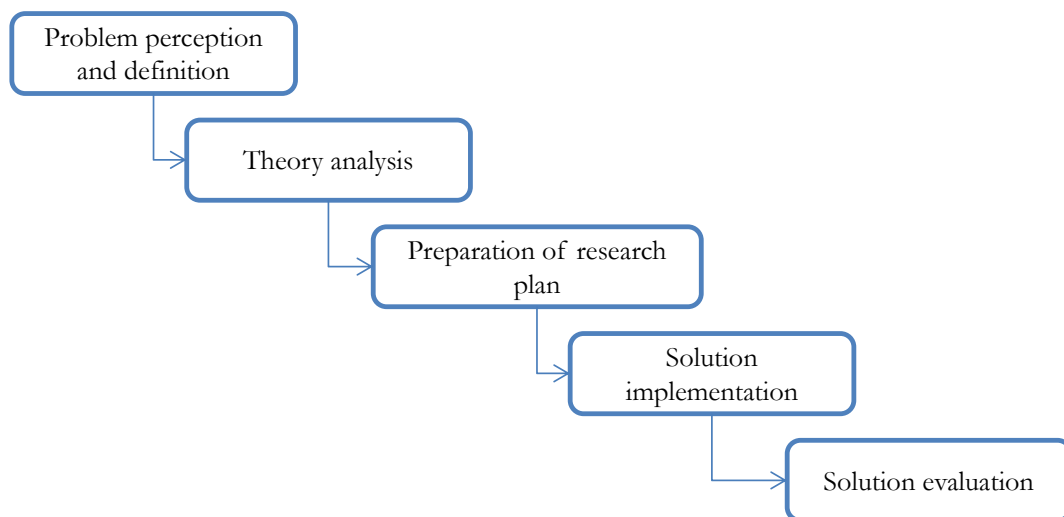 Problem perception
and definition
Theory analysis
Preparation of research
plan
Solution
implementation
Solution evaluation